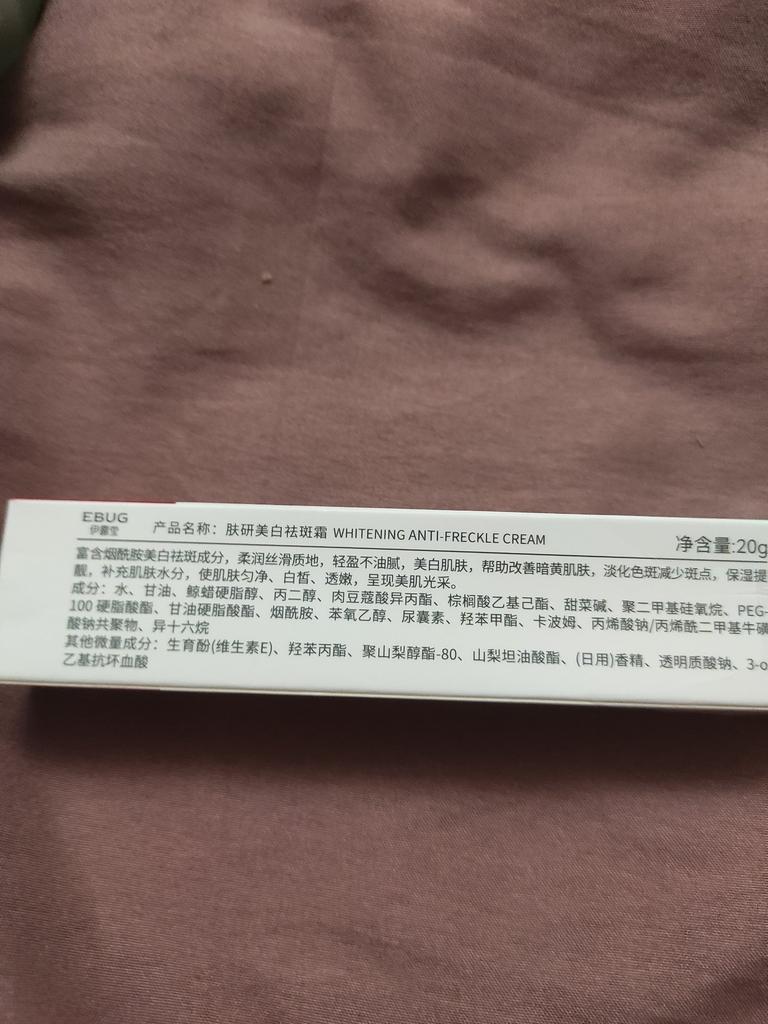 EBUG
伊露宝
产品名称：肤研美白祛斑霜 WHITENING ANTI-FRECKLE CREAM
净含量:20g
富含烟酰胺美白祛斑成分，柔润丝滑质地，轻盈不油腻，美白肌肤，帮助改善暗黄肌肤，淡化色斑减少斑点，保湿提
靓，补充肌肤水分，使肌肤匀净、白皙、透嫩，呈现美肌光采。
成分：水、甘油、鲸蜡硬脂醇、丙二醇、肉豆蔻酸异丙酯、棕榈酸乙基己酯、甜菜碱、聚二甲基硅氧烷、PEG-
100 硬脂酸酯、甘油硬脂酸酯、烟酰胺、苯氧乙醇、尿囊素、羟苯甲酯、卡波姆、丙烯酸钠/丙烯酰二甲基牛磺
酸钠共聚物、异十六烷
其他微量成分：生育酚(维生素E)、羟苯丙酯、聚山梨醇酯-80、山梨坦油酸酯、(日用)香精、透明质酸钠、3-o
乙基抗坏血酸